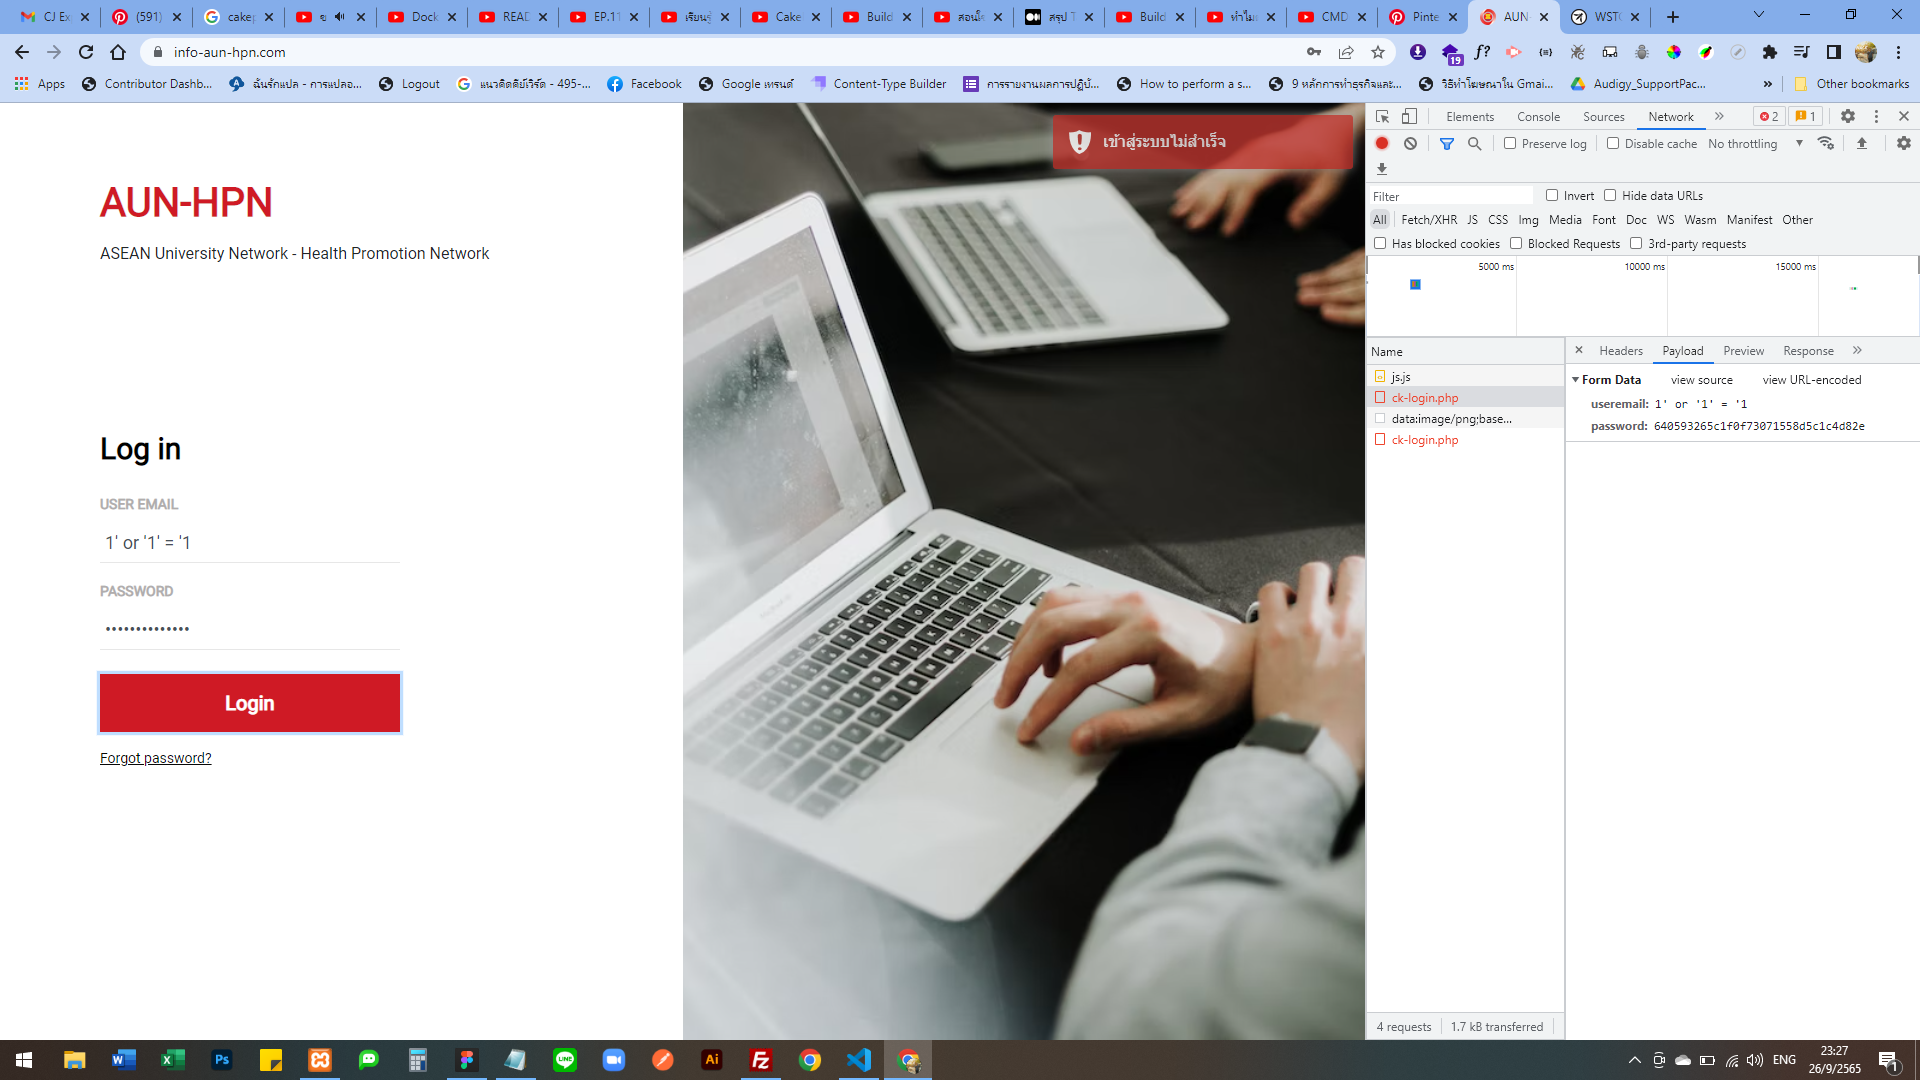 CJ Ex
(591)
cakep
ข
Dock
READ
EP.11
เรียนรู้
Cake
Build
สอนใช้
สรุป T
Build
ทำไมเ
CMD
Pinte
AUN-
WSTG
info-aun-hpn.com
f?
19
Apps
Contributor Dashb...
ฉันรักแปล - การแปลอ...
Logout
แนวคิดคีย์เวิร์ด - 495-...
Facebook
Google เทรนด์
Content-Type Builder
การรายงานผลการปฏิบั...
How to perform a s...
9 หลักการทำธุรกิจและ...
วิธีทำโฆษณาใน Gmai...
Audigy_SupportPac...
»
Other bookmarks
AUN-HPN
ASEAN University Network - Health Promotion Network
Log in
USER EMAIL
1' or '1' = '1
PASSWORD
••••••••••••••
Login
Forgot password?
เข้าสู่ระบบไม่สำเร็จ
Elements
Console
Sources
Network
»
2
1
Preserve log
Disable cache
No throttling
Filter
Invert
Hide data URLs
All
Fetch/XHR
JS
CSS
Img
Media
Font
Doc
WS
Wasm
Manifest
Other
Has blocked cookies
Blocked Requests
3rd-party requests
5000 ms
10000 ms
15000 ms
Name
js.js
ck-login.php
data:image/png;base...
ck-login.php
Headers
Payload
Preview
Response
»
Form Data
view source
view URL-encoded
useremail: 1' or '1' = '1
password: 640593265c1f0f73071558d5c1c4d82e
4 requests
1.7 kB transferred
ENG
23:27
26/9/2565
1